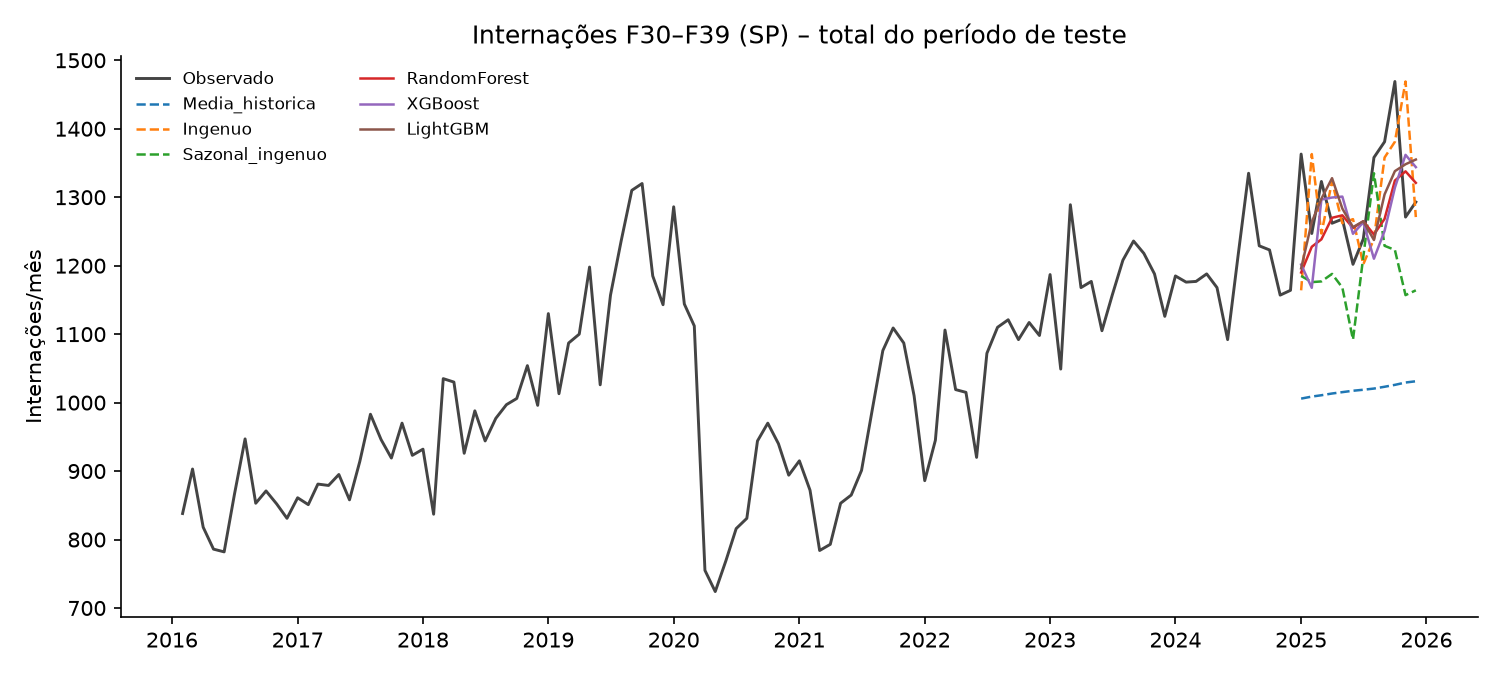 Internações F30–F39 (SP) – total do período de teste
Internações/mês
1500
1400
1300
1200
1100
1000
900
800
700
Observado
Media_historica
Ingenuo
Sazonal_ingenuo
RandomForest
XGBoost
LightGBM
2016 2017 2018 2019 2020 2021 2022 2023 2024 2025 2026